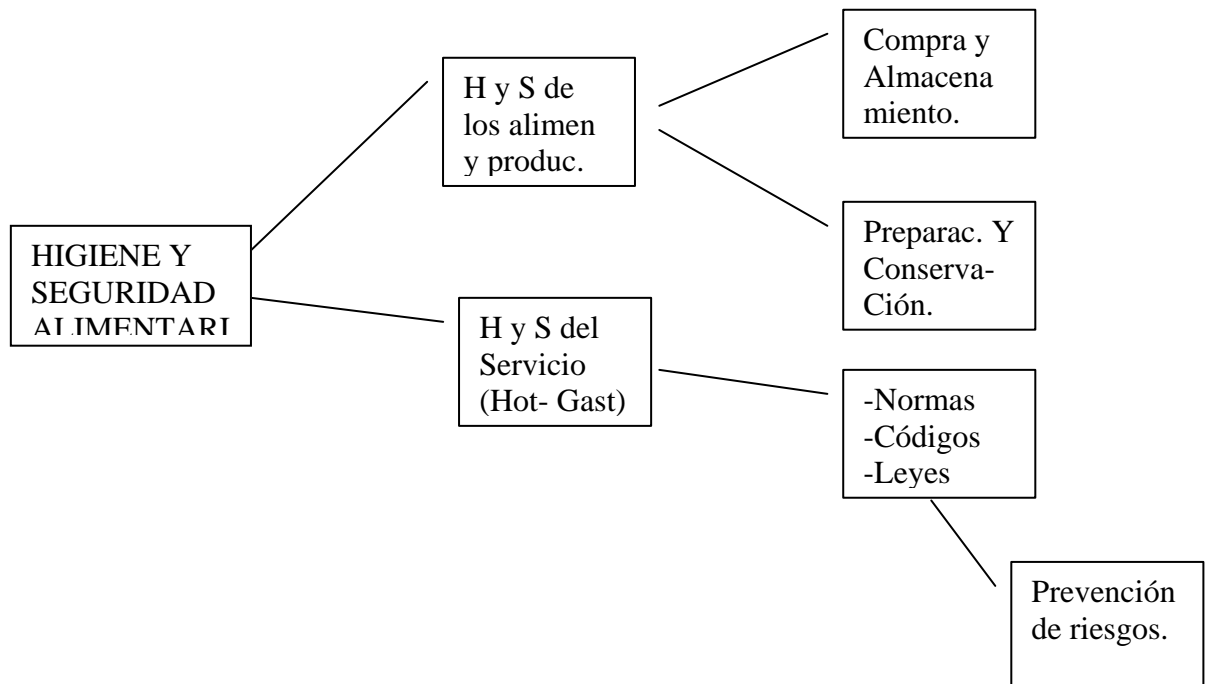 HIGIENE Y
SEGURIDAD
ALIMENTARI
H y S de
los alimen
y produc.
H y S del
Servicio
(Hot- Gast)
Compra y
Almacena
miento.
Preparac. Y
Conserva-
Ción.
-Normas
-Códigos
-Leyes
Prevención
de riesgos.